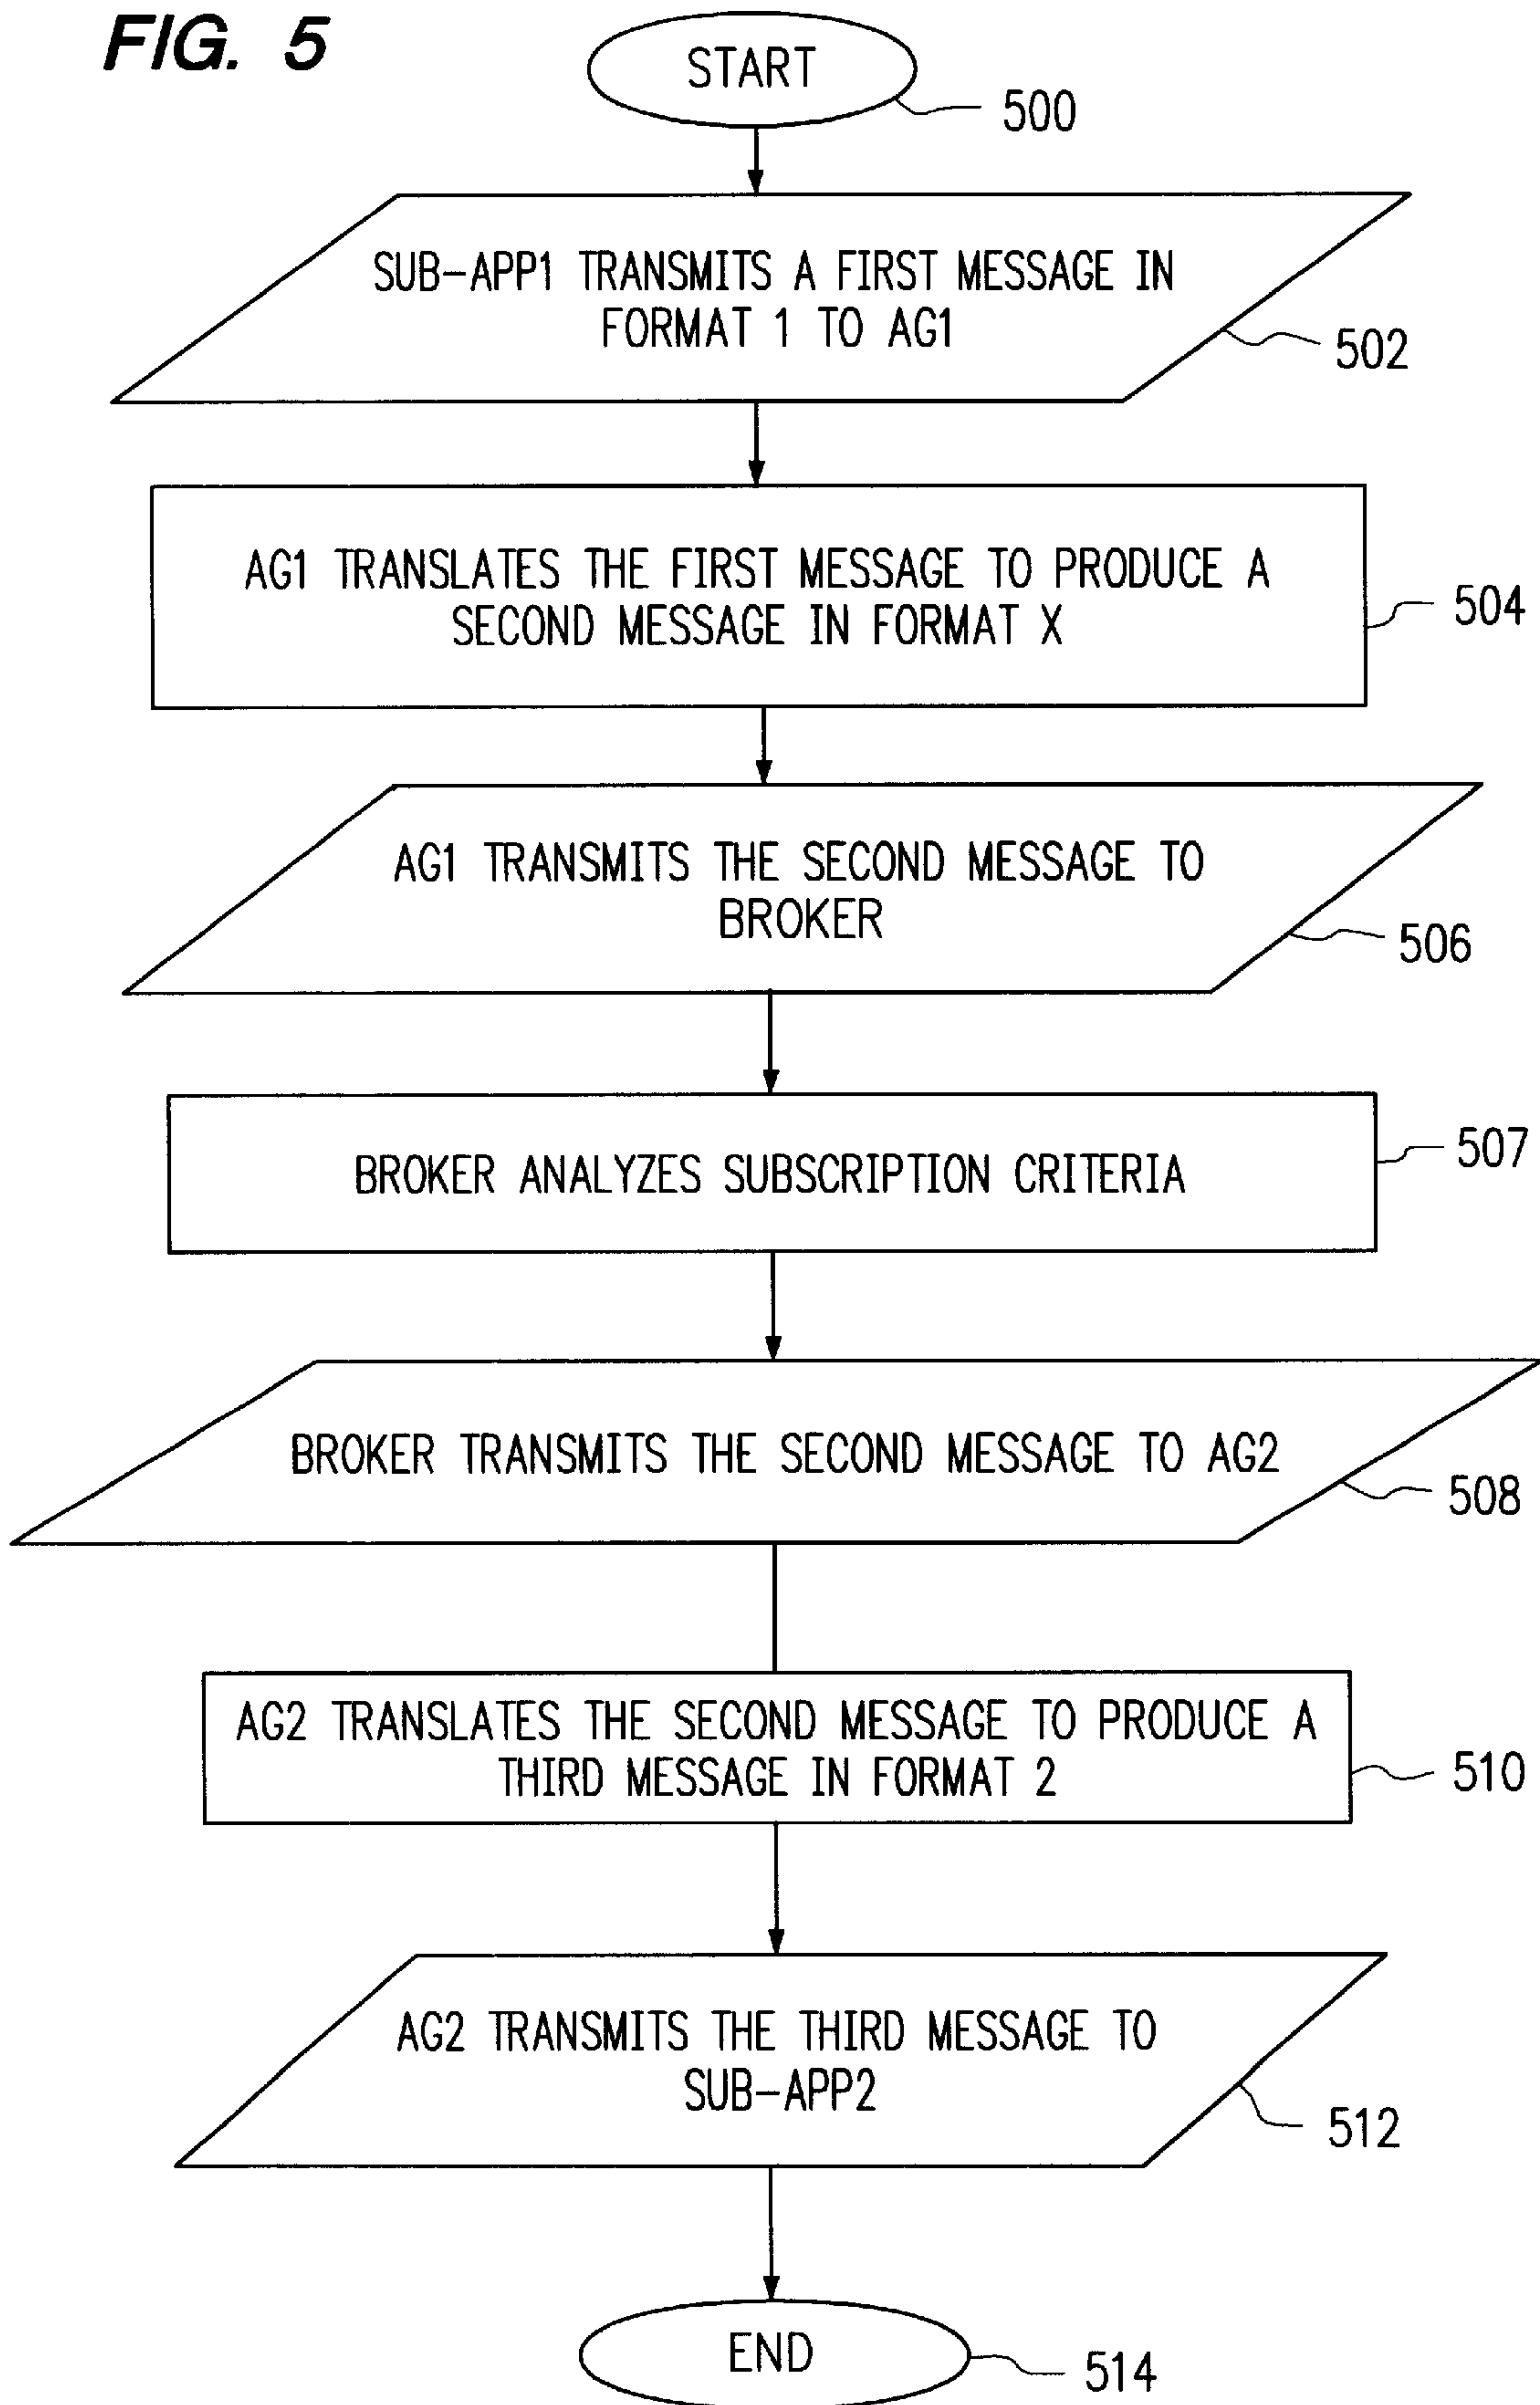 FIG. 5
START
500
SUB-APP1 TRANSMITS A FIRST MESSAGE IN
FORMAT 1 TO AG1
502
AG1 TRANSLATES THE FIRST MESSAGE TO PRODUCE A
SECOND MESSAGE IN FORMAT X
504
AG1 TRANSMITS THE SECOND MESSAGE TO
BROKER
506
BROKER ANALYZES SUBSCRIPTION CRITERIA
507
BROKER TRANSMITS THE SECOND MESSAGE TO AG2
508
AG2 TRANSLATES THE SECOND MESSAGE TO PRODUCE A
THIRD MESSAGE IN FORMAT 2
510
AG2 TRANSMITS THE THIRD MESSAGE TO
SUB-APP2
512
END
514